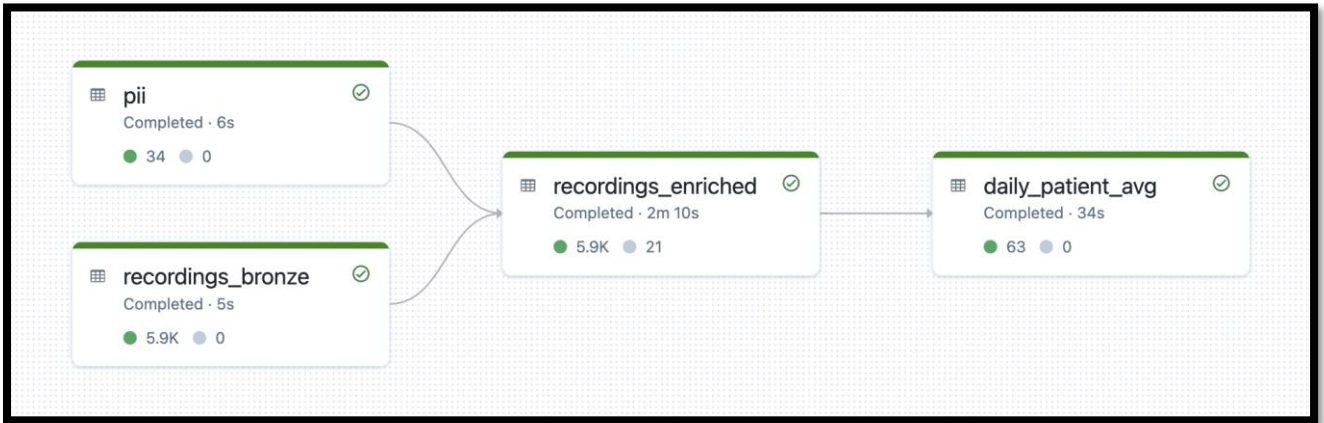 pii
Completed · 6s
34 0
recordings_bronze
Completed · 5s
5.9K 0
recordings_enriched
Completed · 2m 10s
5.9K 21
daily_patient_avg
Completed · 34s
63 0